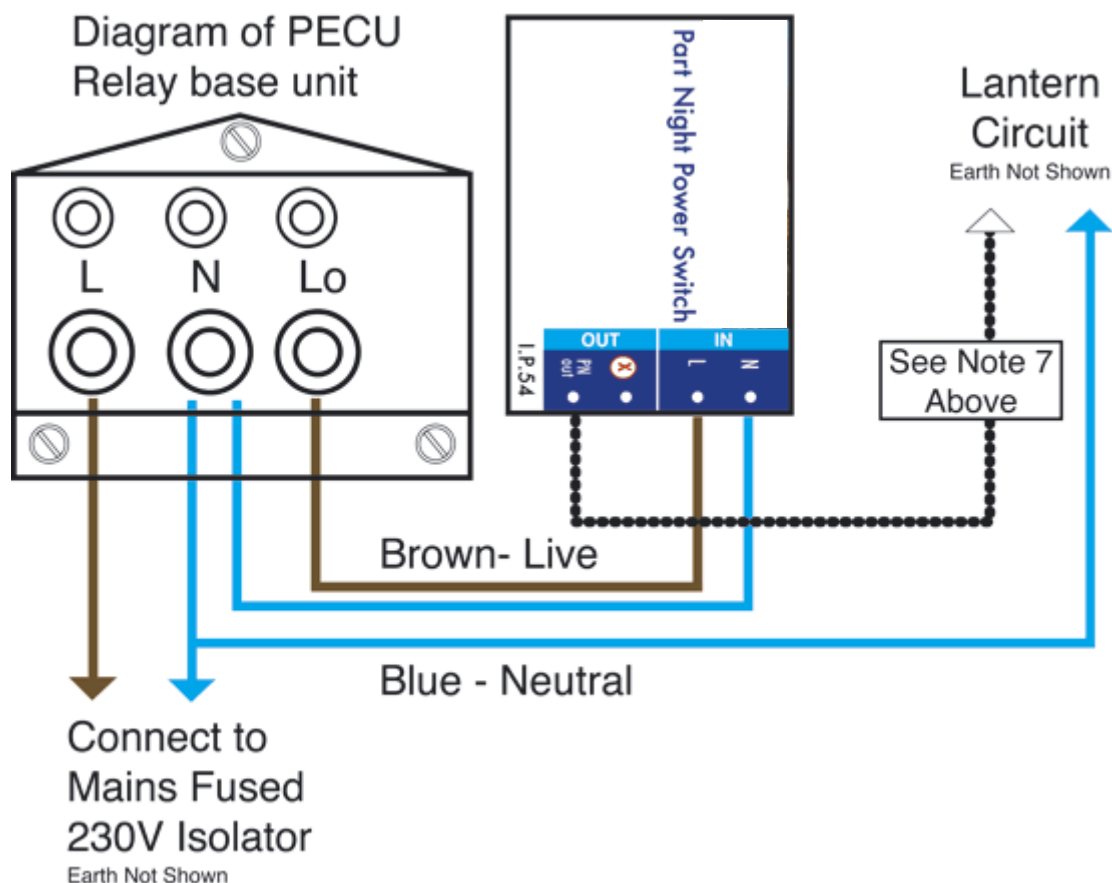 Diagram of PECU
Relay base unit
L N Lo
Part Night Power Switch
OUT IN
I.P.54
PN
out
X
L
N
Lantern
Circuit
Earth Not Shown
See Note 7
Above
Brown- Live
Blue - Neutral
Connect to
Mains Fused
230V Isolator
Earth Not Shown